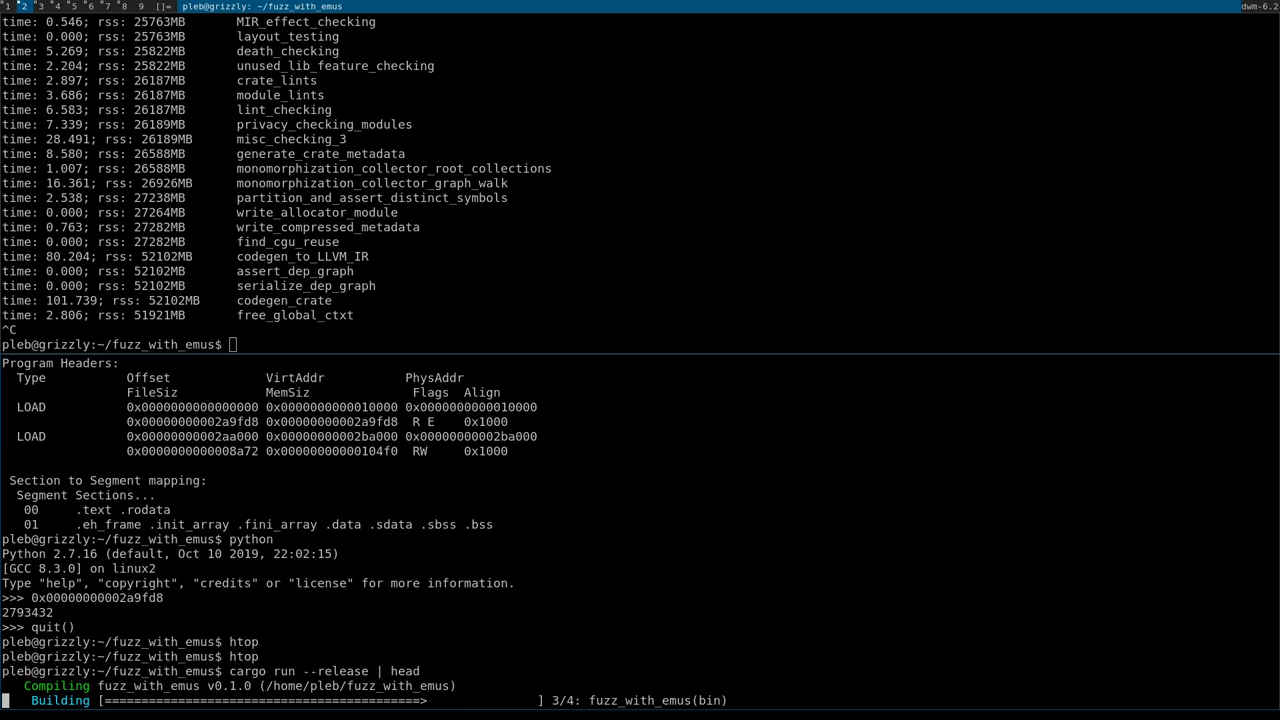 1 2 3 4 5 6 7 8 9 []= pleb@grizzly: ~/fuzz_with_emus dwm-6.2
time: 0.546; rss: 25763MB MIR_effect_checking
time: 0.000; rss: 25763MB layout_testing
time: 5.269; rss: 25822MB death_checking
time: 2.204; rss: 25822MB unused_lib_feature_checking
time: 2.897; rss: 26187MB crate_lints
time: 3.686; rss: 26187MB module_lints
time: 6.583; rss: 26187MB lint_checking
time: 7.339; rss: 26189MB privacy_checking_modules
time: 28.491; rss: 26189MB misc_checking_3
time: 8.580; rss: 26588MB generate_crate_metadata
time: 1.007; rss: 26588MB monomorphization_collector_root_collections
time: 16.361; rss: 26926MB monomorphization_collector_graph_walk
time: 2.538; rss: 27238MB partition_and_assert_distinct_symbols
time: 0.000; rss: 27264MB write_allocator_module
time: 0.763; rss: 27282MB write_compressed_metadata
time: 0.000; rss: 27282MB find_cgu_reuse
time: 80.204; rss: 52102MB codegen_to_LLVM_IR
time: 0.000; rss: 52102MB assert_dep_graph
time: 0.000; rss: 52102MB serialize_dep_graph
time: 101.739; rss: 52102MB codegen_crate
time: 2.806; rss: 51921MB free_global_ctxt
^C
pleb@grizzly:~/fuzz_with_emus$
Program Headers:
Type Offset VirtAddr PhysAddr
FileSiz MemSiz Flags Align
LOAD 0x0000000000000000 0x0000000000010000 0x0000000000010000
0x00000000002a9fd8 0x00000000002a9fd8 R E 0x1000
LOAD 0x00000000002aa000 0x00000000002ba000 0x00000000002ba000
0x0000000000008a72 0x00000000000104f0 RW 0x1000
Section to Segment mapping:
Segment Sections...
00 .text .rodata
01 .eh_frame .init_array .fini_array .data .sdata .sbss .bss
pleb@grizzly:~/fuzz_with_emus$ python
Python 2.7.16 (default, Oct 10 2019, 22:02:15)
[GCC 8.3.0] on linux2
Type "help", "copyright", "credits" or "license" for more information.
>>> 0x00000000002a9fd8
2793432
>>> quit()
pleb@grizzly:~/fuzz_with_emus$ htop
pleb@grizzly:~/fuzz_with_emus$ htop
pleb@grizzly:~/fuzz_with_emus$ cargo run --release | head
Compiling fuzz_with_emus v0.1.0 (/home/pleb/fuzz_with_emus)
Building [===========================================> ] 3/4: fuzz_with_emus(bin)